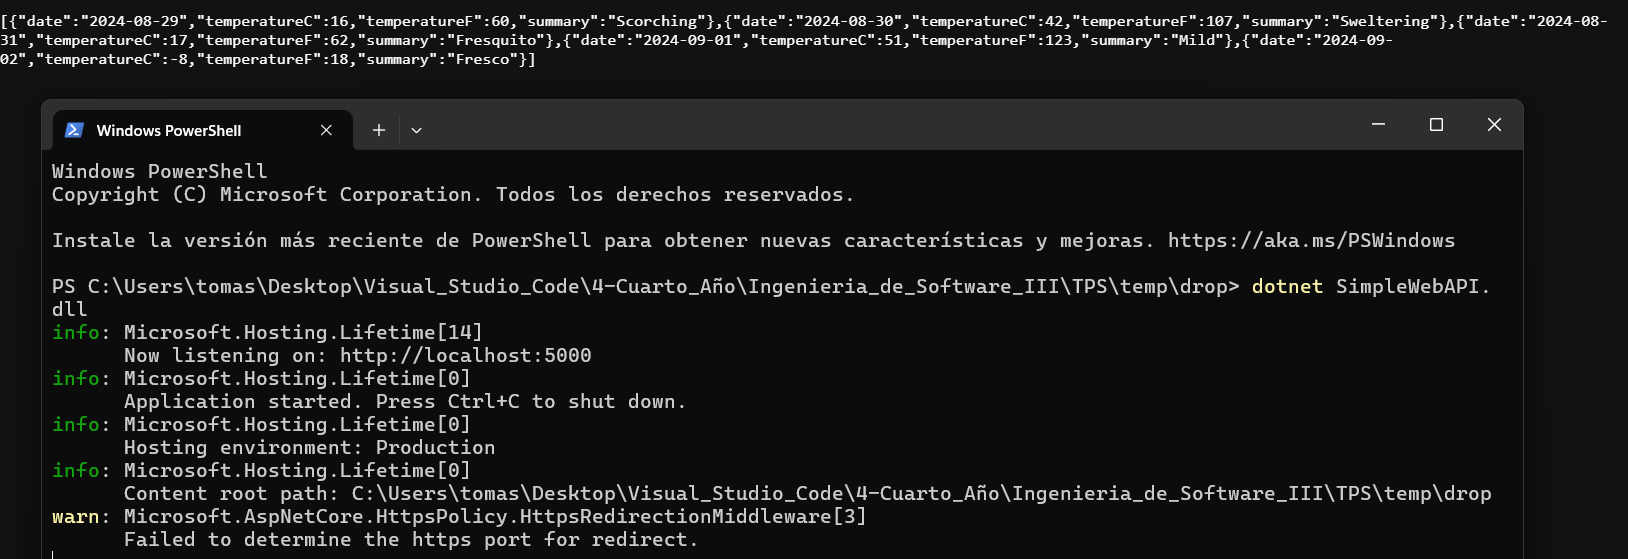 [{"date":"2024-08-29","temperatureC":16,"temperatureF":60,"summary":"Scorching"},{"date":"2024-08-30","temperatureC":42,"temperatureF":107,"summary":"Sweltering"},{"date":"2024-08-
31","temperatureC":17,"temperatureF":62,"summary":"Fresquito"},{"date":"2024-09-01","temperatureC":51,"temperatureF":123,"summary":"Mild"},{"date":"2024-09-
02","temperatureC":-8,"temperatureF":18,"summary":"Fresco"}]
Windows PowerShell
Windows PowerShell
Copyright (C) Microsoft Corporation. Todos los derechos reservados.
Instale la versión más reciente de PowerShell para obtener nuevas características y mejoras. https://aka.ms/PSWindows
PS C:\Users\tomas\Desktop\Visual_Studio_Code\4-Cuarto_Año\Ingenieria_de_Software_III\TPS\temp\drop> dotnet SimpleWebAPI.
dll
info: Microsoft.Hosting.Lifetime[14]
Now listening on: http://localhost:5000
info: Microsoft.Hosting.Lifetime[0]
Application started. Press Ctrl+C to shut down.
info: Microsoft.Hosting.Lifetime[0]
Hosting environment: Production
info: Microsoft.Hosting.Lifetime[0]
Content root path: C:\Users\tomas\Desktop\Visual_Studio_Code\4-Cuarto_Año\Ingenieria_de_Software_III\TPS\temp\drop
warn: Microsoft.AspNetCore.HttpsPolicy.HttpsRedirectionMiddleware[3]
Failed to determine the https port for redirect.